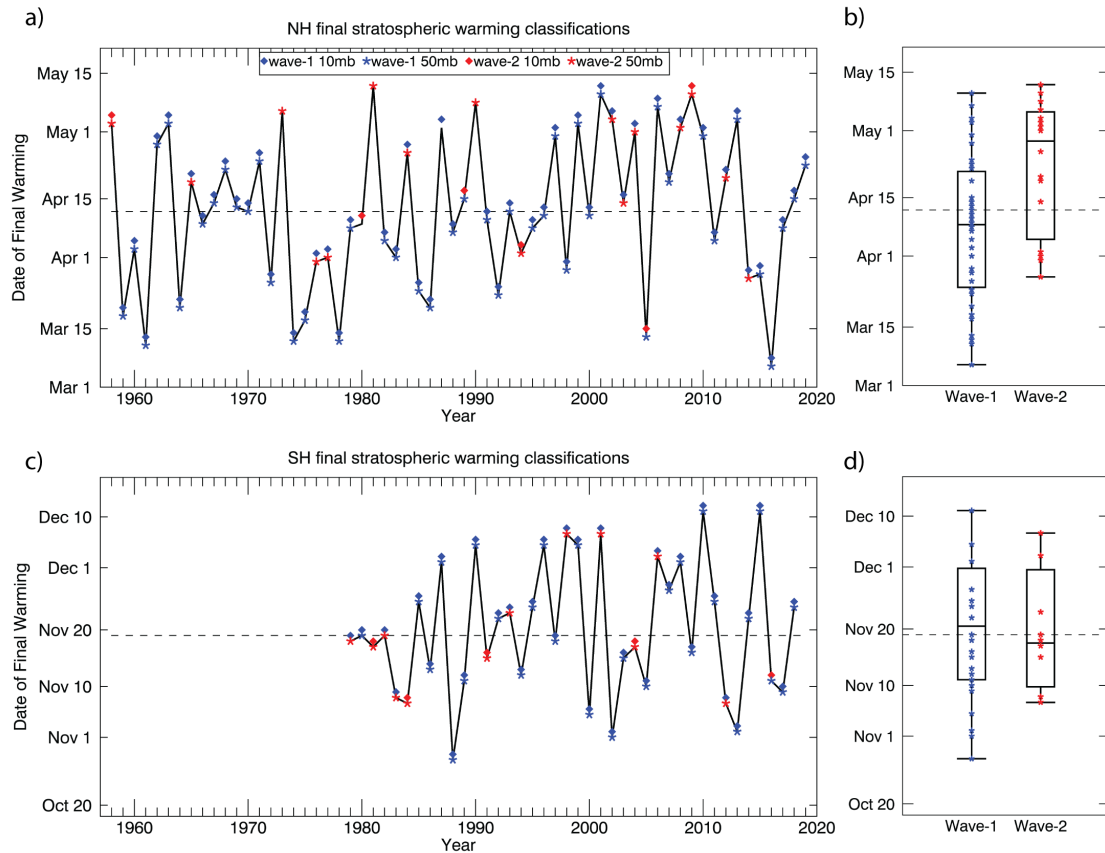 a)
NH final stratospheric warming classifications
wave-1 10mb wave-1 50mb wave-2 10mb wave-2 50mb
May 15
May 1
Apr 15
Apr 1
Mar 15
Mar 1
Date of Final Warming
1960 1970 1980 1990 2000 2010 2020
Year
b)
May 15
May 1
Apr 15
Apr 1
Mar 15
Mar 1
Wave-1 Wave-2
c)
SH final stratospheric warming classifications
Dec 10
Dec 1
Nov 20
Nov 10
Nov 1
Oct 20
Date of Final Warming
1960 1970 1980 1990 2000 2010 2020
Year
d)
Dec 10
Dec 1
Nov 20
Nov 10
Nov 1
Oct 20
Wave-1 Wave-2